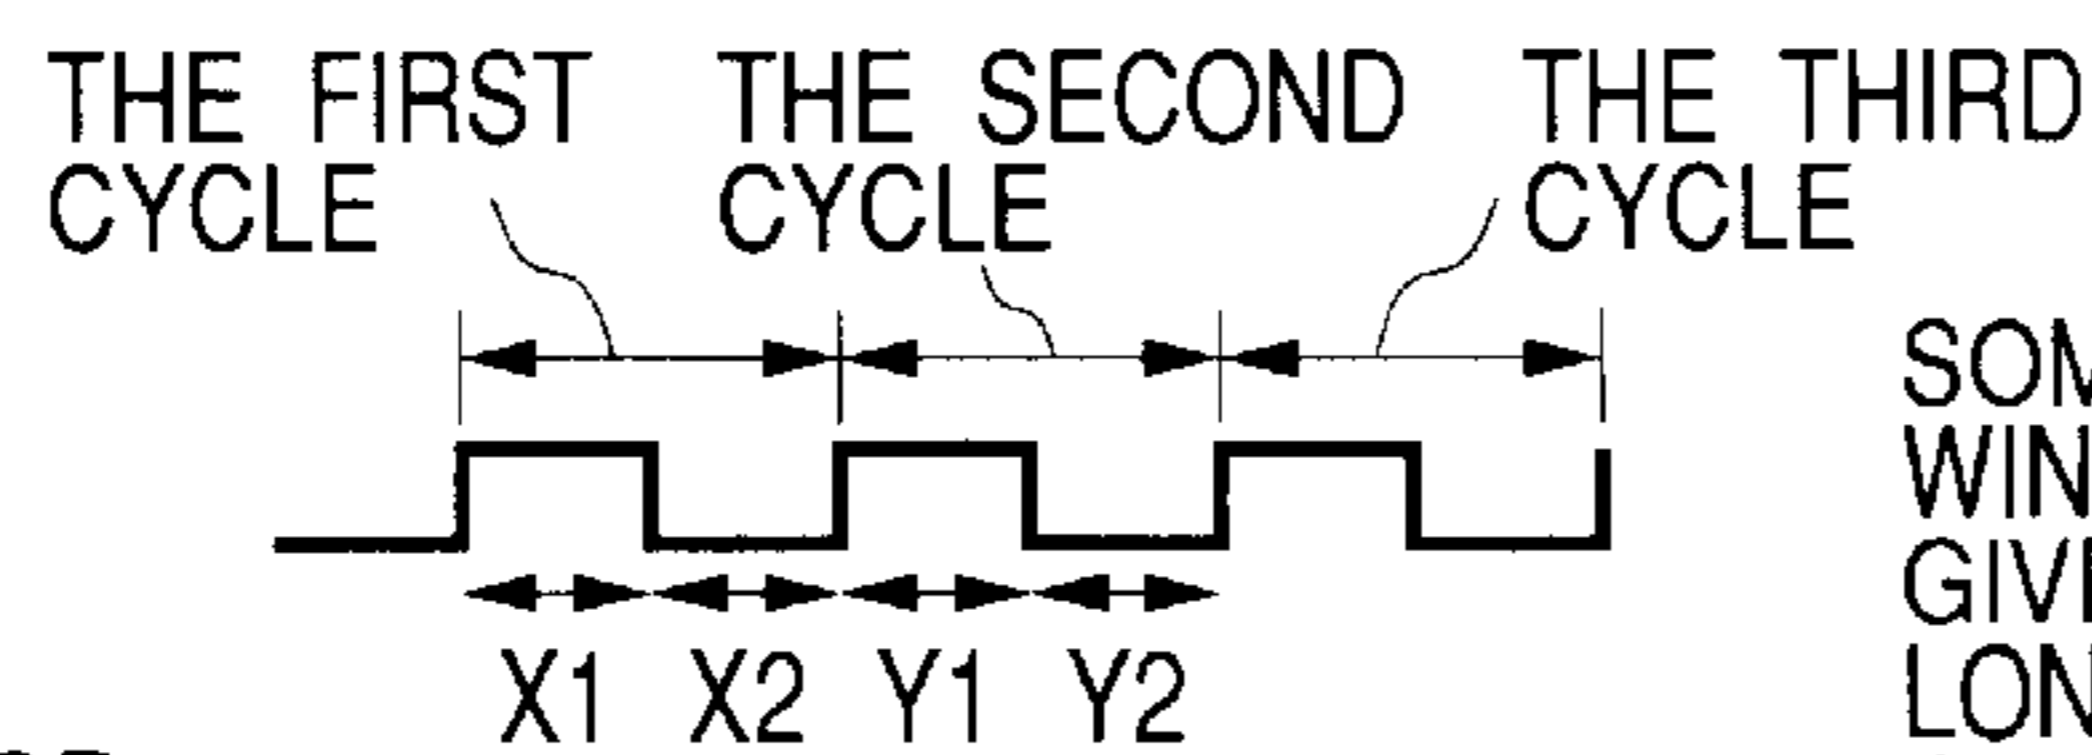 THE FIRST
CYCLE
THE SECOND
CYCLE
THE THIRD
CYCLE
X1 X2 Y1 Y2